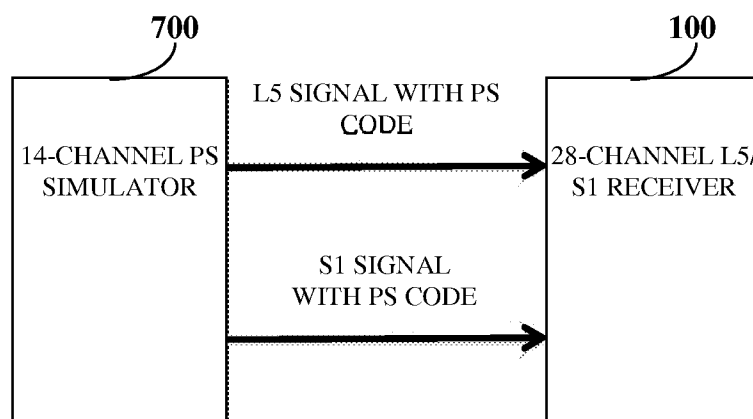 700
100
L5 SIGNAL WITH PS
CODE
14-CHANNEL PS
SIMULATOR
28-CHANNEL L5/
S1 RECEIVER
S1 SIGNAL
WITH PS CODE